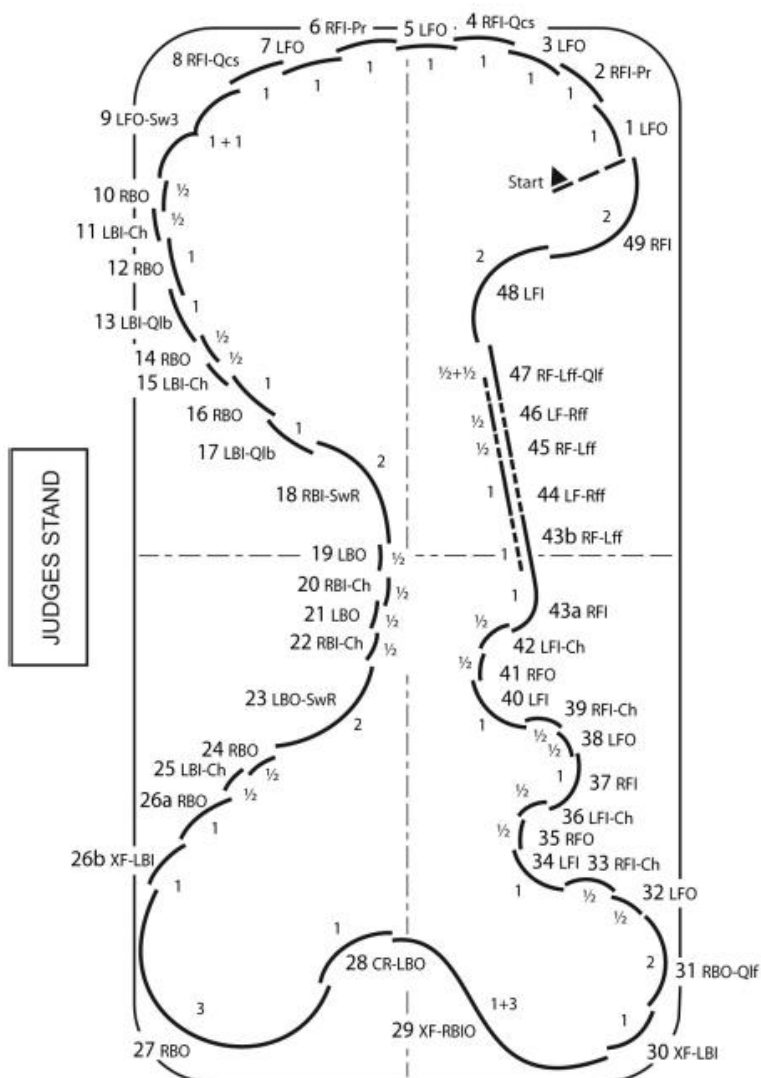 6 RFI-Pr
5 LFO
4 RFI-Qcs
7 LFO
3 LFO
8 RFI-Qcs
2 RFI-Pr
1
1
1
1
1
1
1
9 LFO-Sw3
1 + 1
1
1 LFO
Start
10 RBO
½
½
11 LBI-Ch
2
49 RFI
12 RBO
1
2
48 LFI
13 LBI-Qlb
1
½
14 RBO
½
15 LBI-Ch
½+½
47 RF-Lff-Qlf
1
16 RBO
46 LF-Rff
½
1
17 LBI-Qlb
½
45 RF-Lff
2
18 RBI-SwR
1
44 LF-Rff
43b RF-Lff
JUDGES STAND
19 LBO
½
1
20 RBI-Ch
½
1
43a RFI
21 LBO
½
½
22 RBI-Ch
½
42 LFI-Ch
½
41 RFO
23 LBO-SwR
40 LFI
39 RFI-Ch
2
1
½
½
38 LFO
24 RBO
25 LBI-Ch
½
½
1
37 RFI
26a RBO
½
36 LFI-Ch
1
½
35 RFO
26b XF-LBI
34 LFI
33 RFI-Ch
1
1
½
32 LFO
½
1
28 CR-LBO
2
31 RBO-Qlf
3
1+3
29 XF-RBIO
1
27 RBO
30 XF-LBI